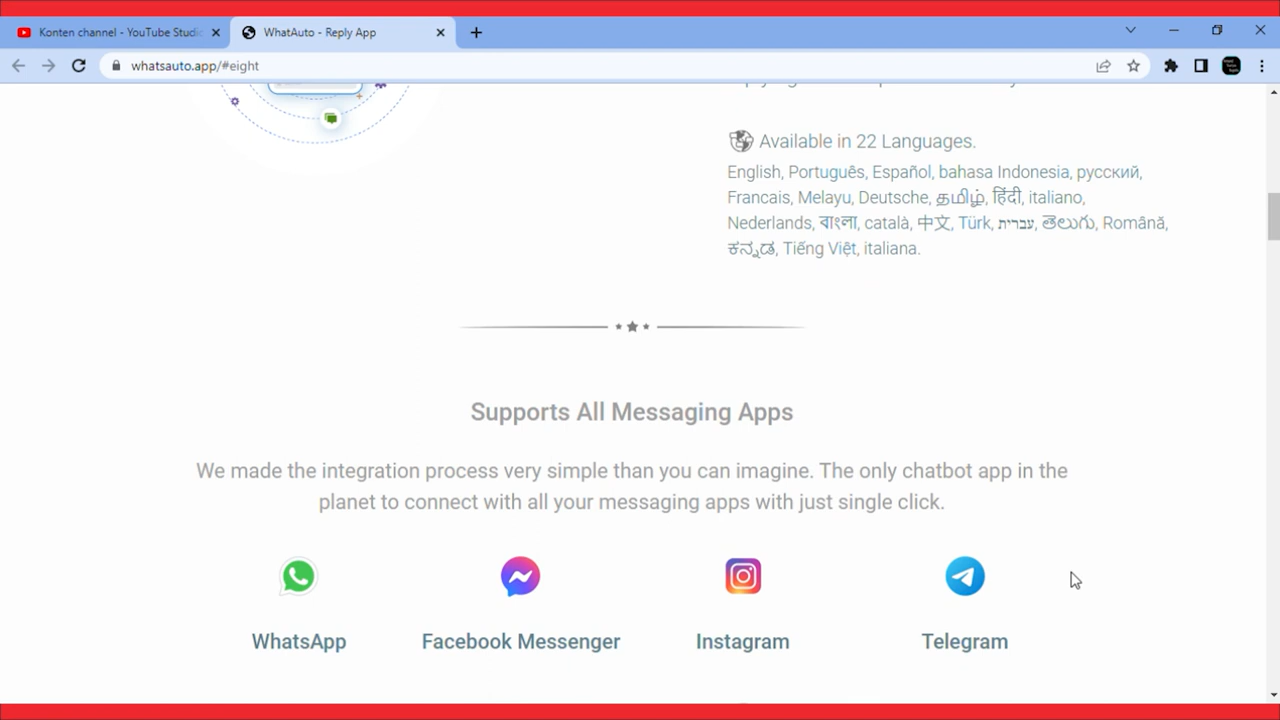 Konten channel - YouTube Studio
WhatAuto - Reply App
whatsauto.app/#eight
Available in 22 Languages.
English, Português, Español, bahasa Indonesia, русский,
Francais, Melayu, Deutsche, தமிழ், हिंदी, italiano,
Nederlands, বাংলা, català, 中文, Türk, עברית, తెలుగు, Română,
ಕನ್ನಡ, Tiếng Việt, italiana.
Supports All Messaging Apps
We made the integration process very simple than you can imagine. The only chatbot app in the
planet to connect with all your messaging apps with just single click.
WhatsApp
Facebook Messenger
Instagram
Telegram